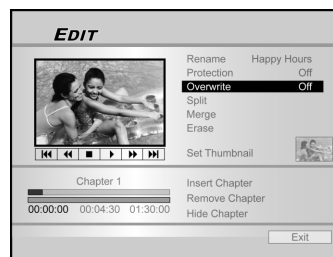 EDIT
Rename Happy Hours
Protection Off
Overwrite Off
Split
Merge
Erase
Set Thumbnail
Chapter 1
00:00:00 00:04:30 01:30:00
Insert Chapter
Remove Chapter
Hide Chapter
Exit